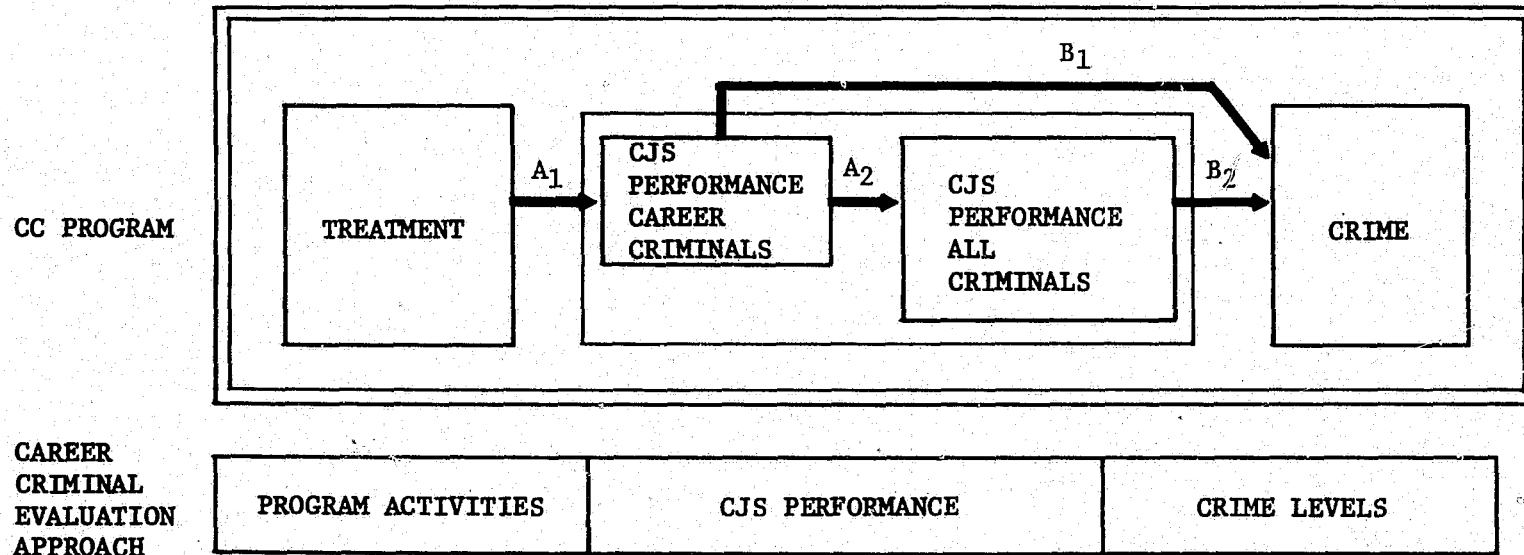 B1
CJS
PERFORMANCE
CAREER
CRIMINALS
A1
A2
B2
CJS
PERFORMANCE
ALL
CRIMINALS
CC PROGRAM
TREATMENT
CRIME
CAREER
CRIMINAL
EVALUATION
APPROACH
PROGRAM ACTIVITIES
CJS PERFORMANCE
CRIME LEVELS